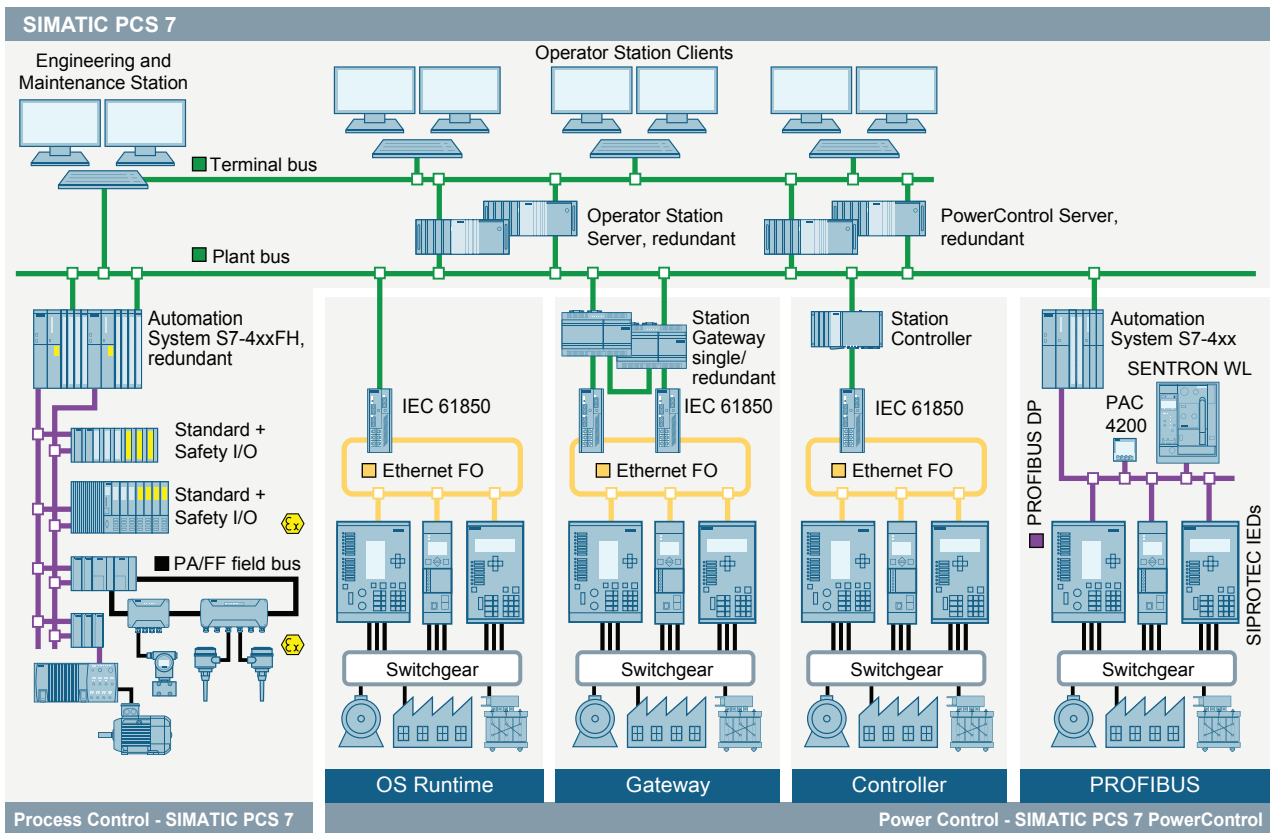 SIMATIC PCS 7
Engineering and
Maintenance Station
Operator Station Clients
Terminal bus
Operator Station
Server, redundant
PowerControl Server,
redundant
Plant bus
Automation
System S7-4xxFH,
redundant
Standard +
Safety I/O
Standard +
Safety I/O
Ex
PA/FF field bus
Ex
IEC 61850
Ethernet FO
Switchgear
OS Runtime
Station
Gateway
single/
redundant
IEC 61850
Ethernet FO
Switchgear
Gateway
Station
Controller
IEC 61850
Ethernet FO
Switchgear
Controller
Automation
System S7-4xx
SENTRON WL
PAC
4200
PROFIBUS DP
SIPROTEC IEDs
Switchgear
PROFIBUS
Process Control - SIMATIC PCS 7
Power Control - SIMATIC PCS 7 PowerControl